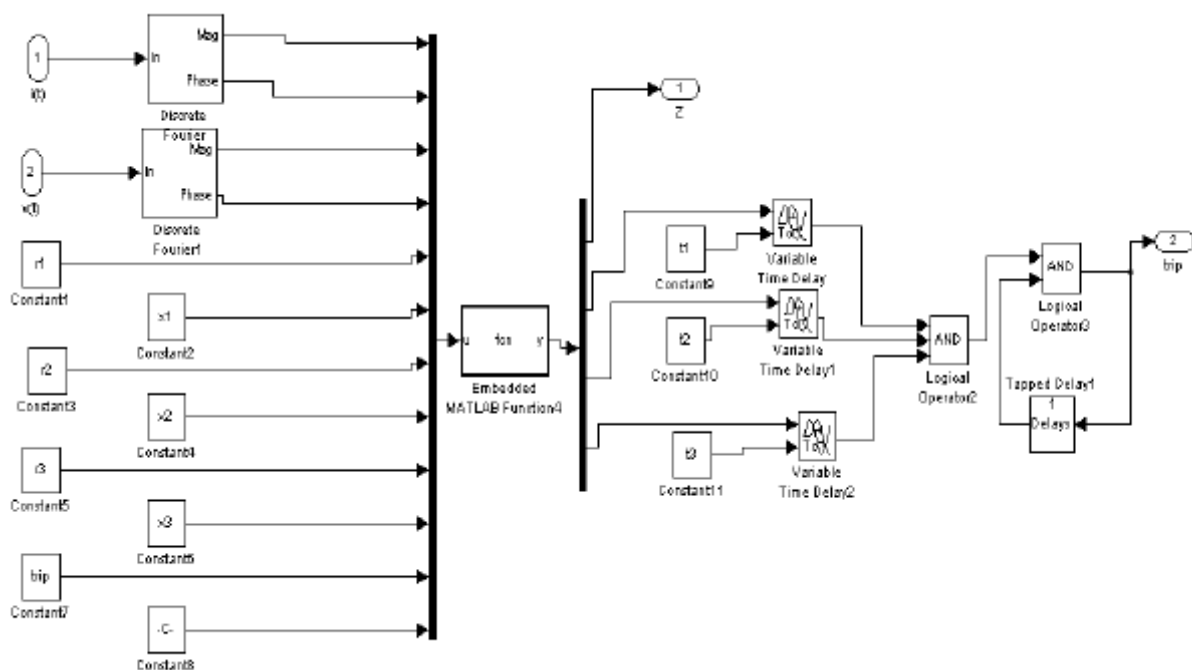 Mag
1
In
Phase
i(t)
Discrete
Fourier
Mag
2
In
Phase
v(t)
Discrete
Fourier1
r1
Constant1
x1
Constant2
r2
Constant3
x2
Constant4
r3
Constant5
x3
Constant6
trip
Constant7
-C-
Constant8
u fcn y
Embedded
MATLAB Function4
1
Z
t1
Constant9
Variable
Time Delay
t2
Constant10
Variable
Time Delay1
t3
Constant11
Variable
Time Delay2
AND
Logical
Operator2
AND
Logical
Operator3
Tapped Delay1
1
Delays
2
trip